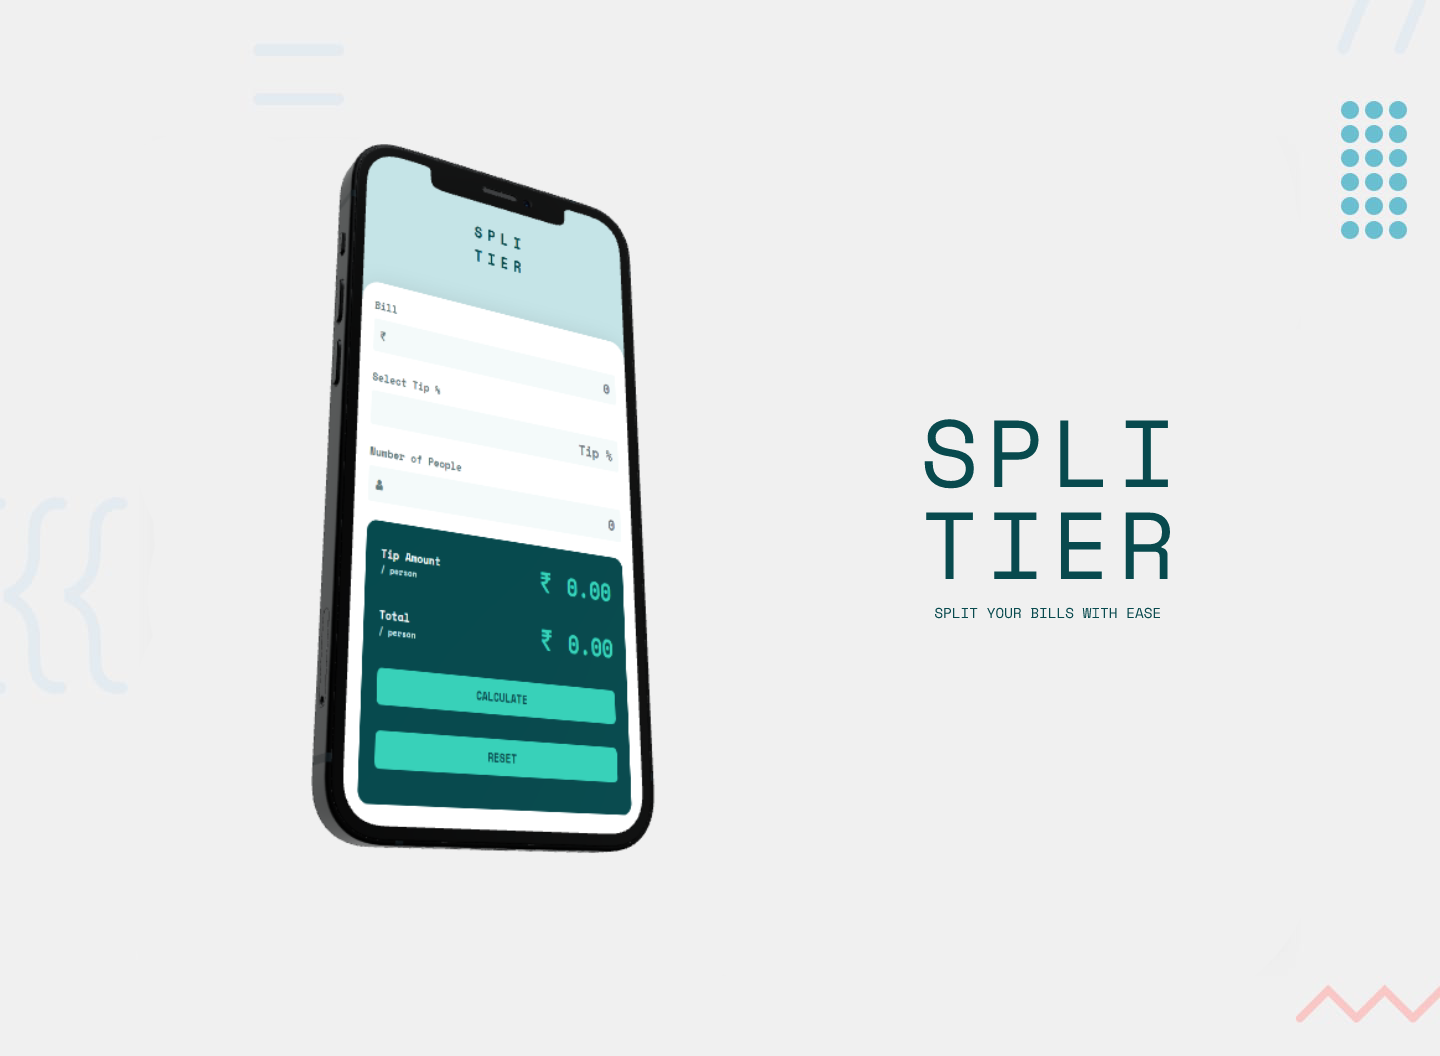 SPLI
TIER
Bill
₹ 0
Select Tip %
Tip %
Number of People
0
Tip Amount
/ person
₹ 0.00
Total
/ person
₹ 0.00
CALCULATE
RESET
SPLI
TIER
SPLIT YOUR BILLS WITH EASE